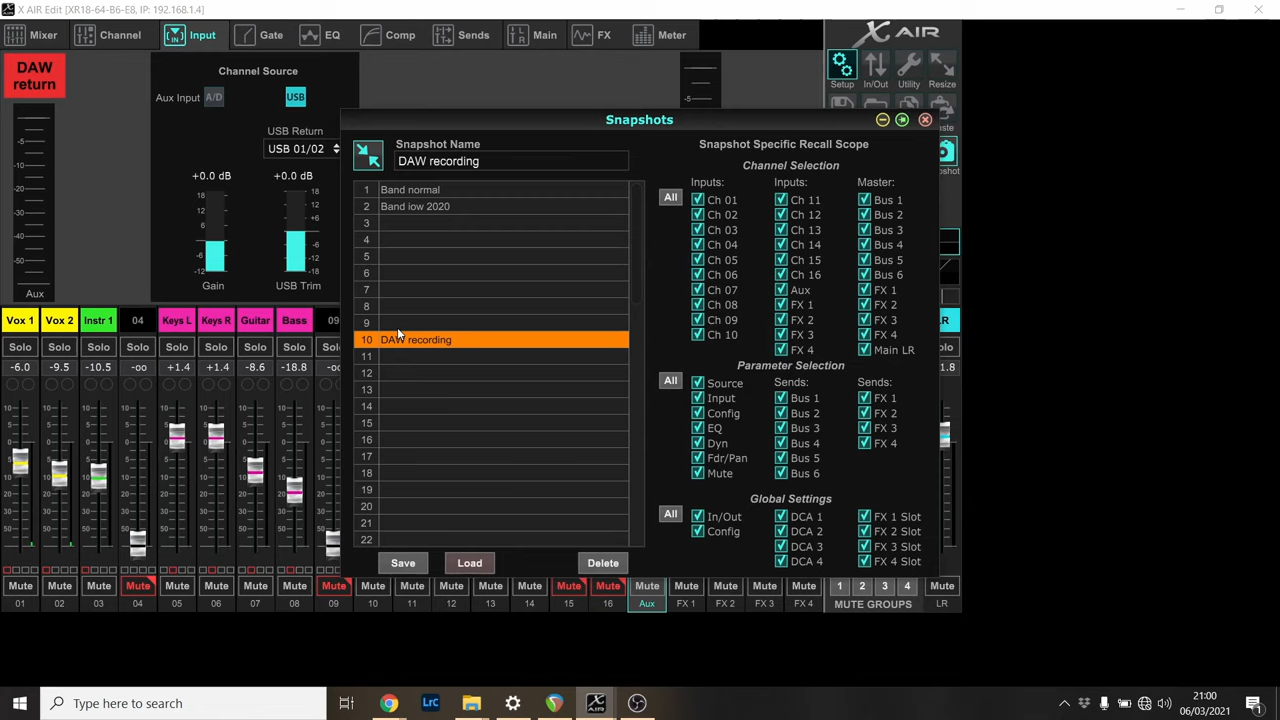 X AIR Edit (XR18-64-B6-E8, IP: 192.168.1.4)
Mixer Channel Input Gate EQ Comp Sends Main FX Meter
X AIR
Setup In/Out Utility Resize
DAW return
Channel Source
Aux Input A/D USB
USB Return
USB 01/02
+0.0 dB +0.0 dB
Gain USB Trim
Aux
Snapshots
Snapshot Name
DAW recording
1 Band normal
2 Band iow 2020
3
4
5
6
7
8
9
10 DAW recording
11
12
13
14
15
16
17
18
19
20
21
22
Save Load Delete
Snapshot Specific Recall Scope
Channel Selection
Inputs: Inputs: Master:
All
Ch 01 Ch 11 Bus 1
Ch 02 Ch 12 Bus 2
Ch 03 Ch 13 Bus 3
Ch 04 Ch 14 Bus 4
Ch 05 Ch 15 Bus 5
Ch 06 Ch 16 Bus 6
Ch 07 Aux FX 1
Ch 08 FX 1 FX 2
Ch 09 FX 2 FX 3
Ch 10 FX 3 FX 4
FX 4 Main LR
Parameter Selection
All
Source Sends: Sends:
Input Bus 1 FX 1
Config Bus 2 FX 2
EQ Bus 3 FX 3
Dyn Bus 4 FX 4
Fdr/Pan Bus 5
Mute Bus 6
Global Settings
All
In/Out DCA 1 FX 1 Slot
Config DCA 2 FX 2 Slot
DCA 3 FX 3 Slot
DCA 4 FX 4 Slot
Vox 1 Vox 2 Instr 1 04 Keys L Keys R Guitar Bass 09
Solo Solo Solo Solo Solo Solo Solo Solo
-6.0 -9.5 -10.5 -oo +1.4 +1.4 -8.6 -18.8
Mute Mute Mute Mute Mute Mute Mute Mute Mute Mute Mute Mute Mute Mute Mute Mute Mute Mute Mute Mute Mute 1 2 3 4 Mute
01 02 03 04 05 06 07 08 09 10 11 12 13 14 15 16 Aux FX 1 FX 2 FX 3 FX 4 MUTE GROUPS LR
Type here to search
LrC
21:00
06/03/2021